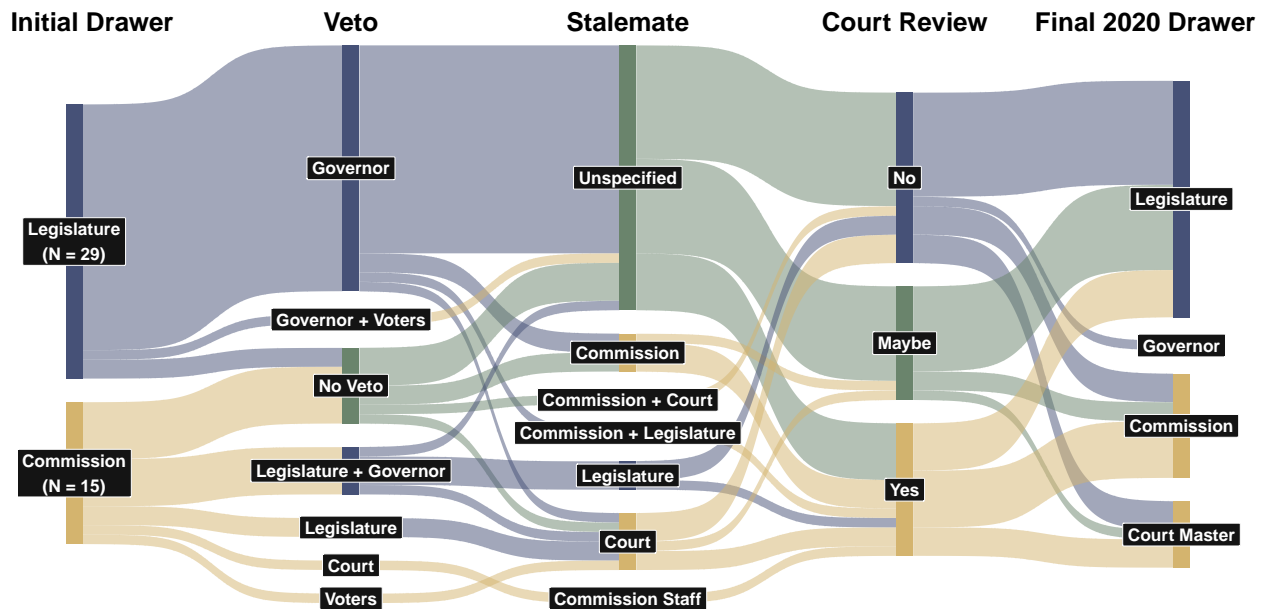 Initial Drawer
Veto
Stalemate
Court Review
Final 2020 Drawer
Legislature
(N = 29)
Commission
(N = 15)
Governor
Governor + Voters
No Veto
Legislature + Governor
Legislature
Court
Voters
Unspecified
Commission
Commission + Court
Commission + Legislature
Legislature
Court
Commission Staff
No
Maybe
Yes
Legislature
Governor
Commission
Court Master